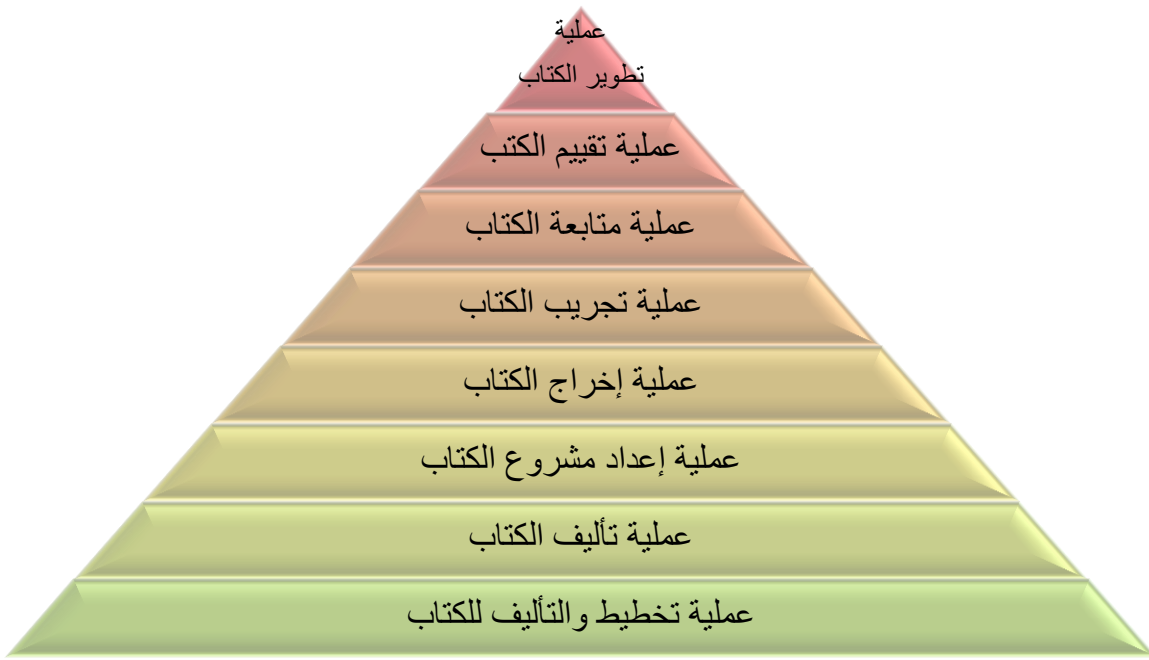 عملية
تطوير الكتاب
عملية تقييم الكتب
عملية متابعة الكتاب
عملية تجريب الكتاب
عملية إخراج الكتاب
عملية إعداد مشروع الكتاب
عملية تأليف الكتاب
عملية تخطيط والتأليف للكتاب